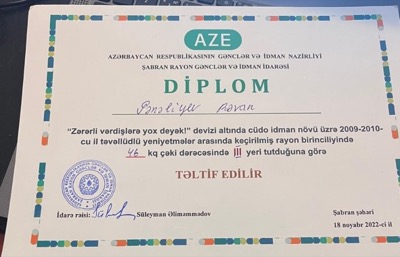 AZE
AZƏRBAYCAN RESPUBLİKASININ GƏNCLƏR VƏ İDMAN NAZİRLİYİ
ŞABRAN RAYON GƏNCLƏR VƏ İDMAN İDARƏSİ
DİPLOM
Rəvan
"Zərərli vərdişlərə yox deyək!" devizi altında cüdo idman növü üzrə 2009-2010-
cu il təvəllüdlü yeniyetmələr arasında keçirilmiş rayon birinciliyində
46 kq çəki dərəcəsində III yeri tutduğuna görə
TƏLTİF EDİLİR
İdarə rəisi: Süleyman Əliməmmədov
Şabran şəhəri
18 noyabr 2022-ci il